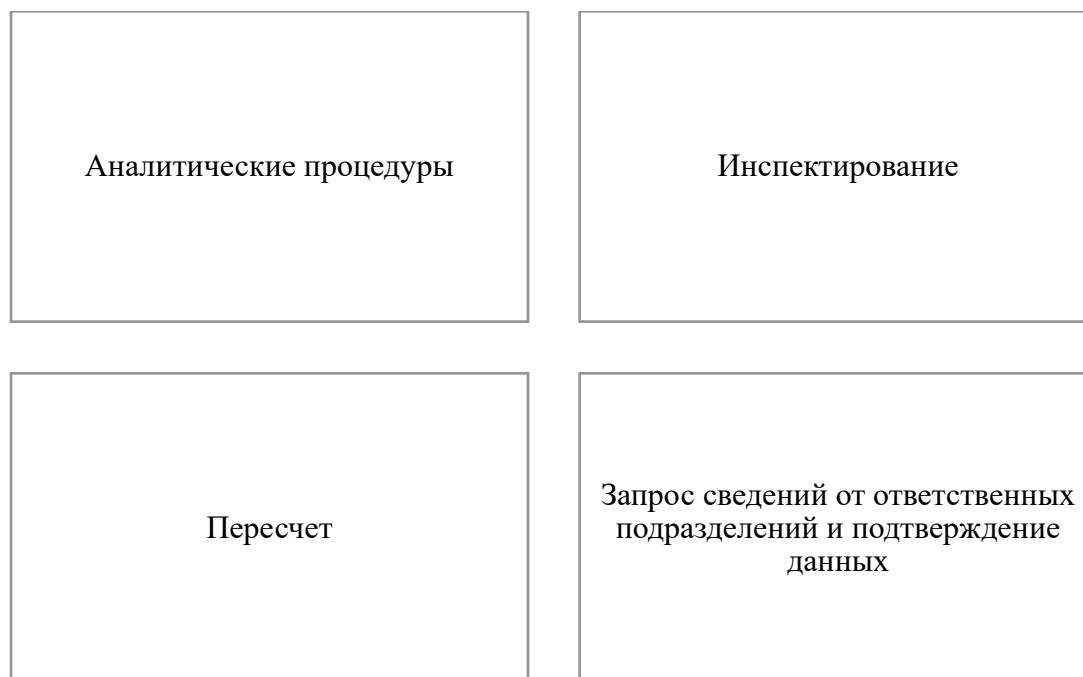 Аналитические процедуры
Инспектирование
Пересчет
Запрос сведений от ответственных
подразделений и подтверждение
данных